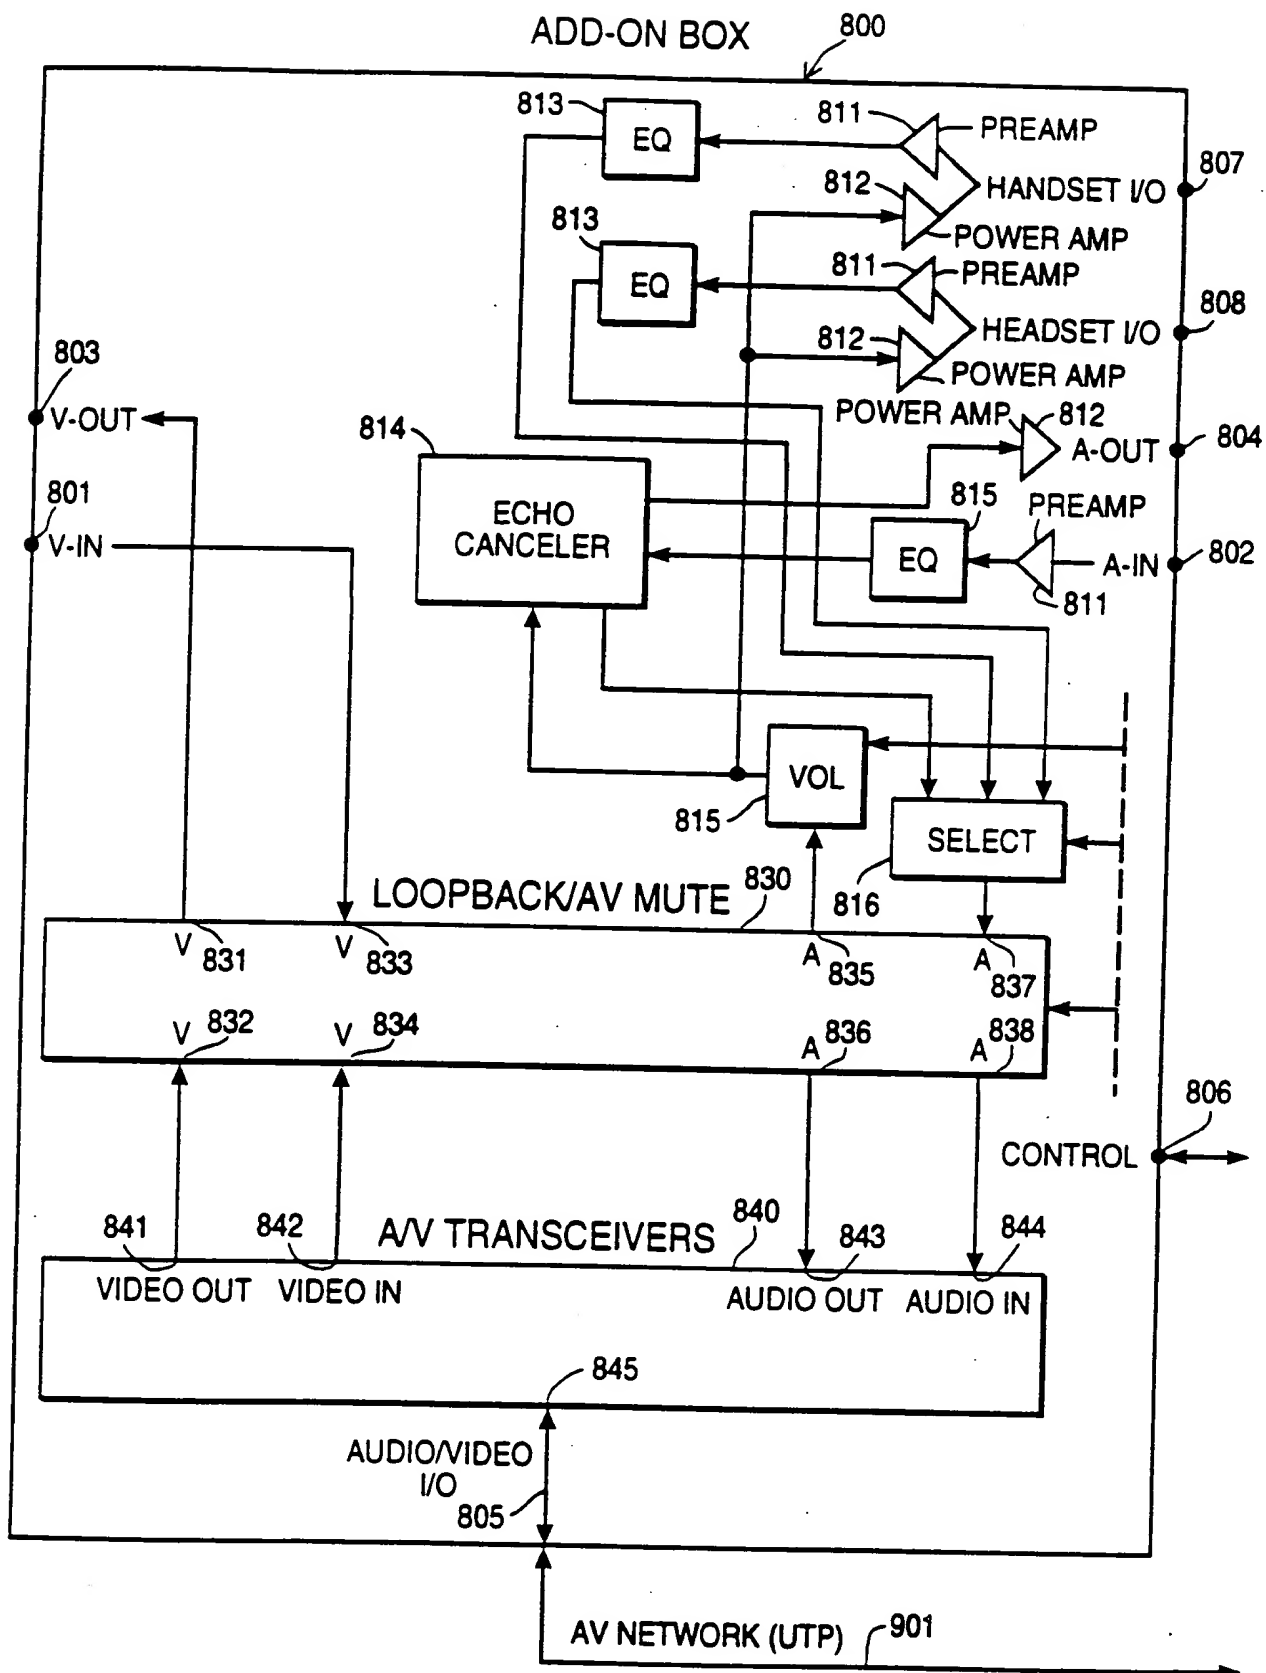 ADD-ON BOX
800
813
EQ
811
PREAMP
807
812
HANDSET I/O
POWER AMP
813
EQ
811
PREAMP
808
812
HEADSET I/O
POWER AMP
803
V-OUT
814
POWER AMP
812
A-OUT
804
801
V-IN
ECHO
CANCELER
815
EQ
PREAMP
A-IN
802
811
VOL
815
SELECT
816
LOOPBACK/AV MUTE
830
V
831
V
833
A
835
A
837
V
832
V
834
A
836
A
838
806
CONTROL
841
842
A/V TRANSCEIVERS
840
843
844
VIDEO OUT
VIDEO IN
AUDIO OUT
AUDIO IN
845
AUDIO/VIDEO
I/O
805
AV NETWORK (UTP)
901